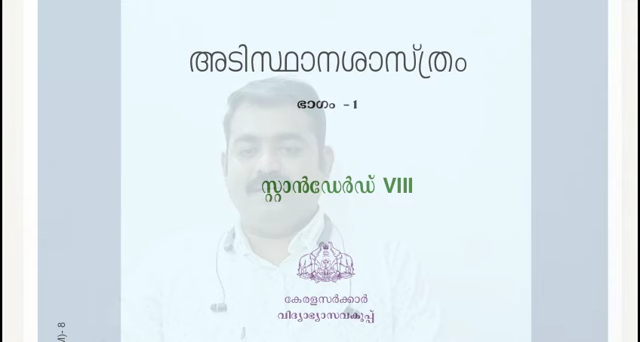 അടിസ്ഥാനശാസ്ത്രം
ഭാഗം - 1
സ്റ്റാൻഡേർഡ് VIII
കേരളസർക്കാർ
വിദ്യാഭ്യാസവകുപ്പ്